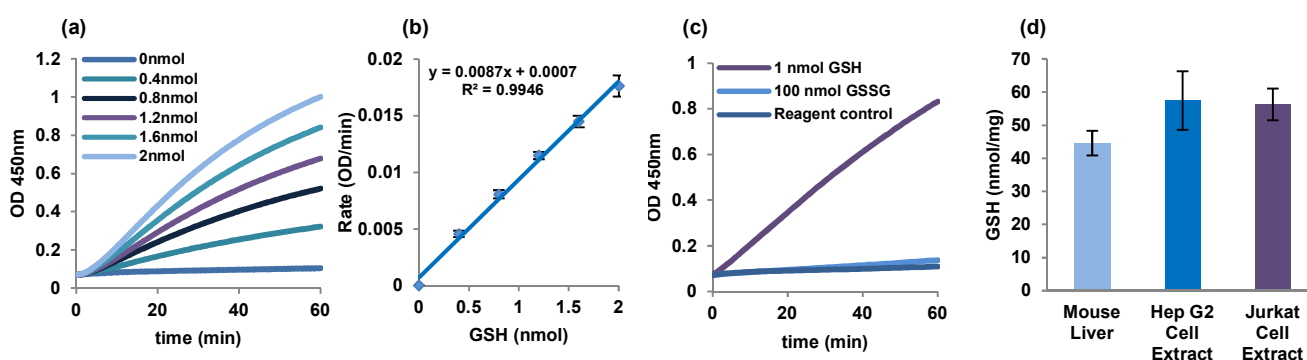 (a)
OD 450nm
1.2
1
0.8
0.6
0.4
0.2
0
0nmol
0.4nmol
0.8nmol
1.2nmol
1.6nmol
2nmol
0 20 40 60
time (min)
(b)
Rate (OD/min)
0.02
0.015
0.01
0.005
0
y = 0.0087x + 0.0007
R² = 0.9946
0 0.5 1 1.5 2
GSH (nmol)
(c)
OD 450nm
1
0.8
0.6
0.4
0.2
0
1 nmol GSH
100 nmol GSSG
Reagent control
0 20 40 60
time (min)
(d)
GSH (nmol/mg)
70
60
50
40
30
20
10
0
Mouse
Liver
Hep G2
Cell
Extract
Jurkat
Cell
Extract